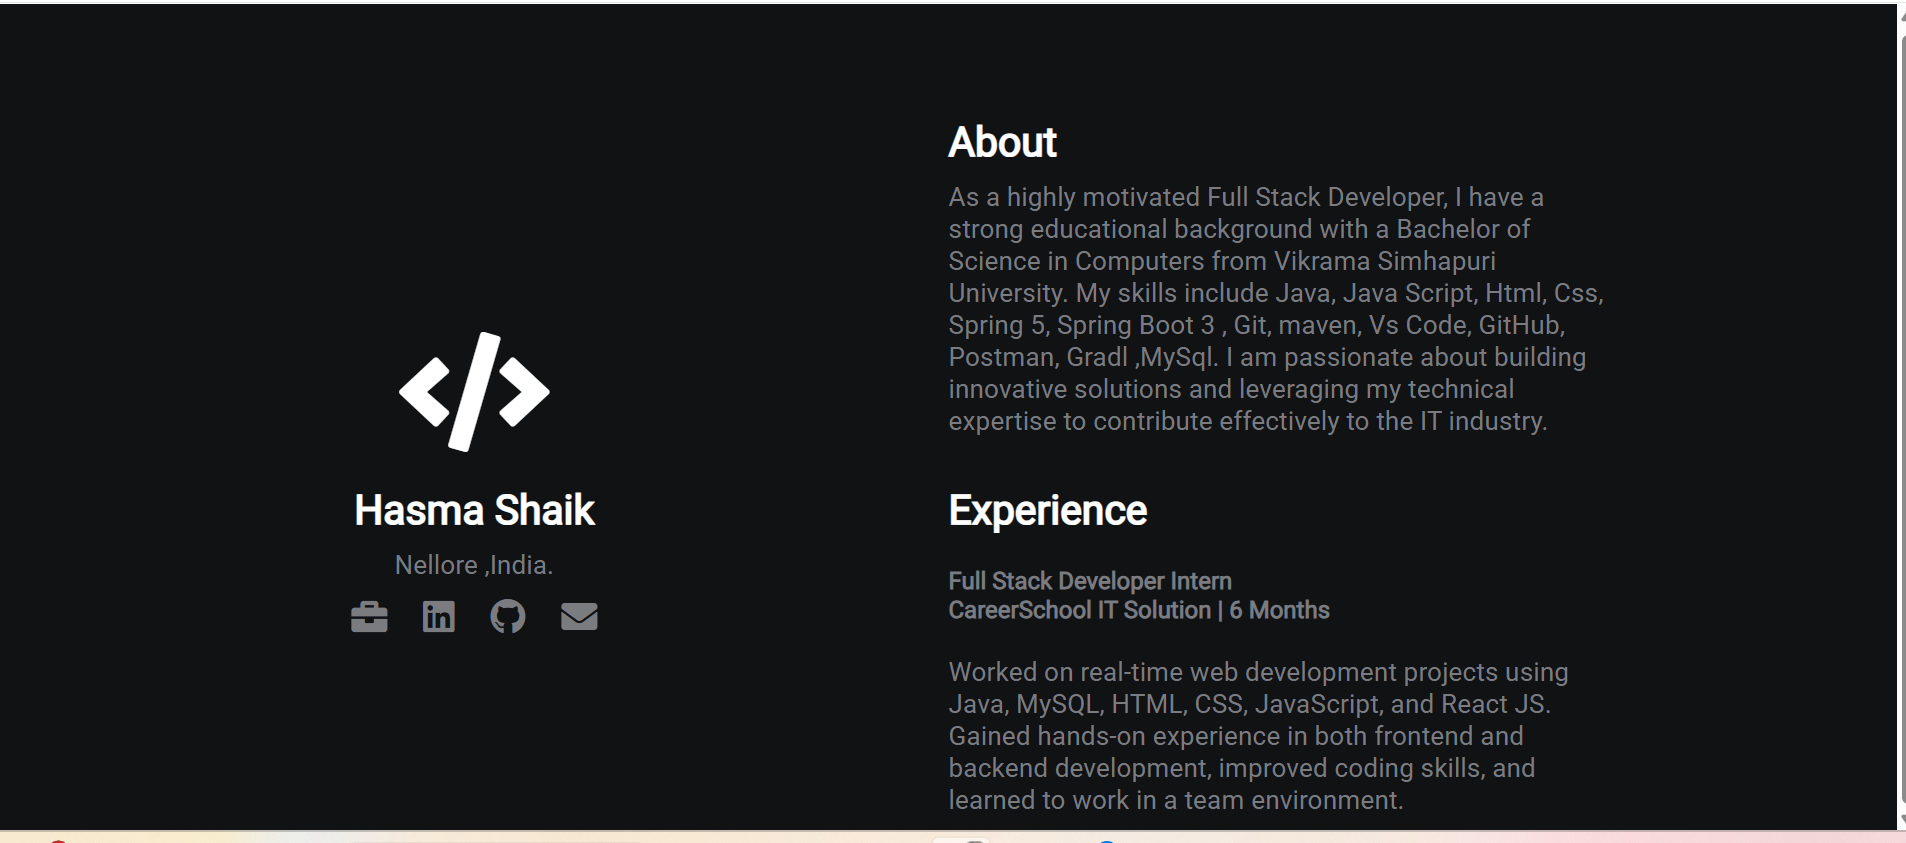 Hasma Shaik
Nellore ,India.
About
As a highly motivated Full Stack Developer, I have a
strong educational background with a Bachelor of
Science in Computers from Vikrama Simhapuri
University. My skills include Java, Java Script, Html, Css,
Spring 5, Spring Boot 3 , Git, maven, Vs Code, GitHub,
Postman, Gradl ,MySql. I am passionate about building
innovative solutions and leveraging my technical
expertise to contribute effectively to the IT industry.
Experience
Full Stack Developer Intern
CareerSchool IT Solution | 6 Months
Worked on real-time web development projects using
Java, MySQL, HTML, CSS, JavaScript, and React JS.
Gained hands-on experience in both frontend and
backend development, improved coding skills, and
learned to work in a team environment.